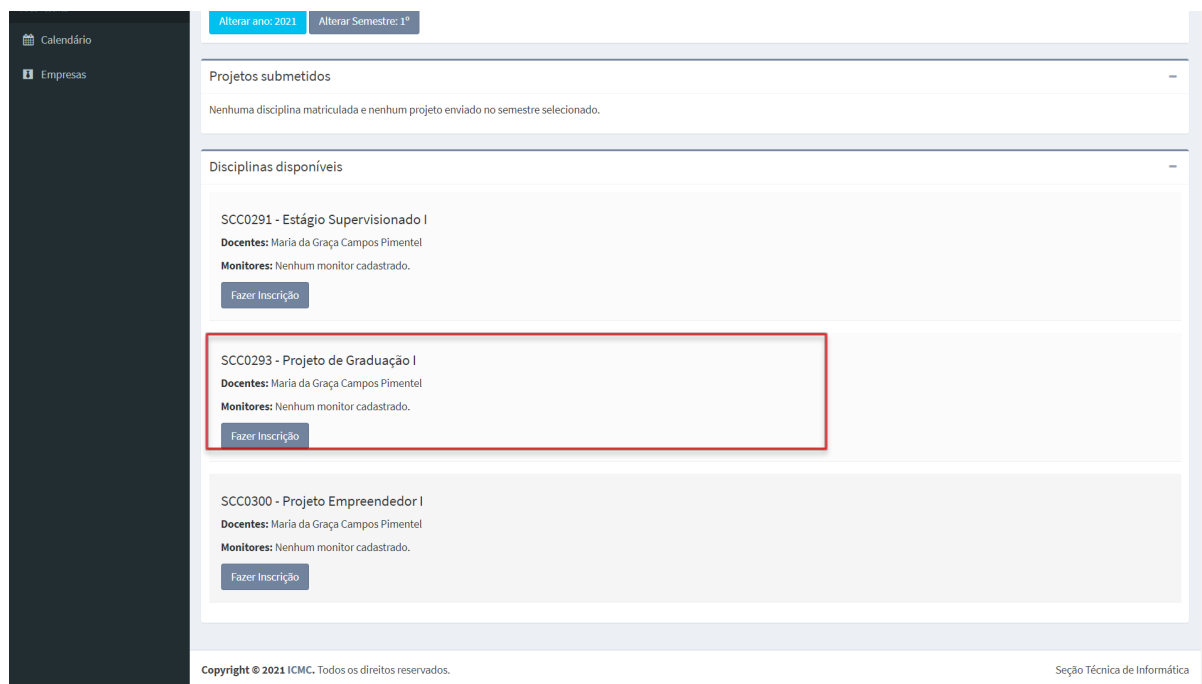 Alterar ano: 2021 Alterar Semestre: 1º
Calendário
Empresas
Projetos submetidos
Nenhuma disciplina matriculada e nenhum projeto enviado no semestre selecionado.
Disciplinas disponíveis
SCC0291 - Estágio Supervisionado I
Docentes: Maria da Graça Campos Pimentel
Monitores: Nenhum monitor cadastrado.
Fazer Inscrição
SCC0293 - Projeto de Graduação I
Docentes: Maria da Graça Campos Pimentel
Monitores: Nenhum monitor cadastrado.
Fazer Inscrição
SCC0300 - Projeto Empreendedor I
Docentes: Maria da Graça Campos Pimentel
Monitores: Nenhum monitor cadastrado.
Fazer Inscrição
Copyright © 2021 ICMC. Todos os direitos reservados. Seção Técnica de Informática